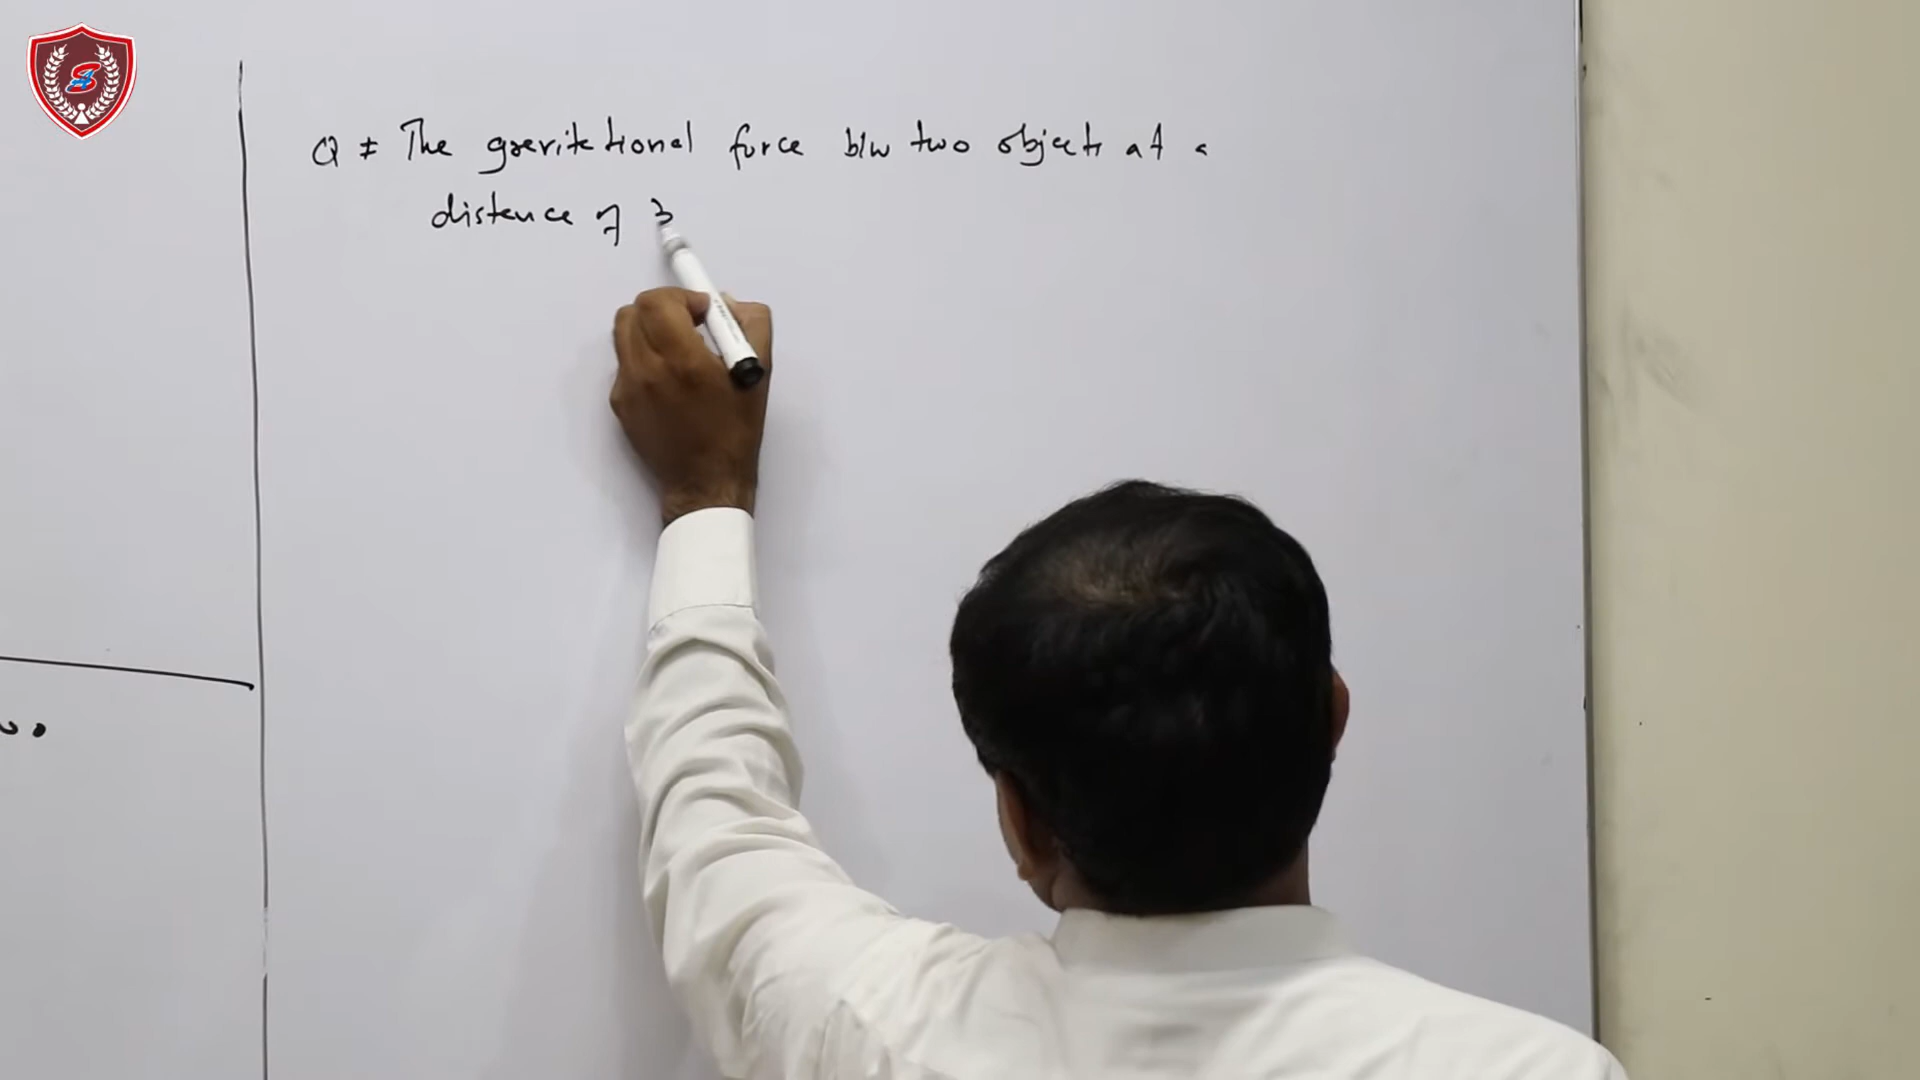 Q ≠ The gravitational force b/w two objects at a
distance of 3